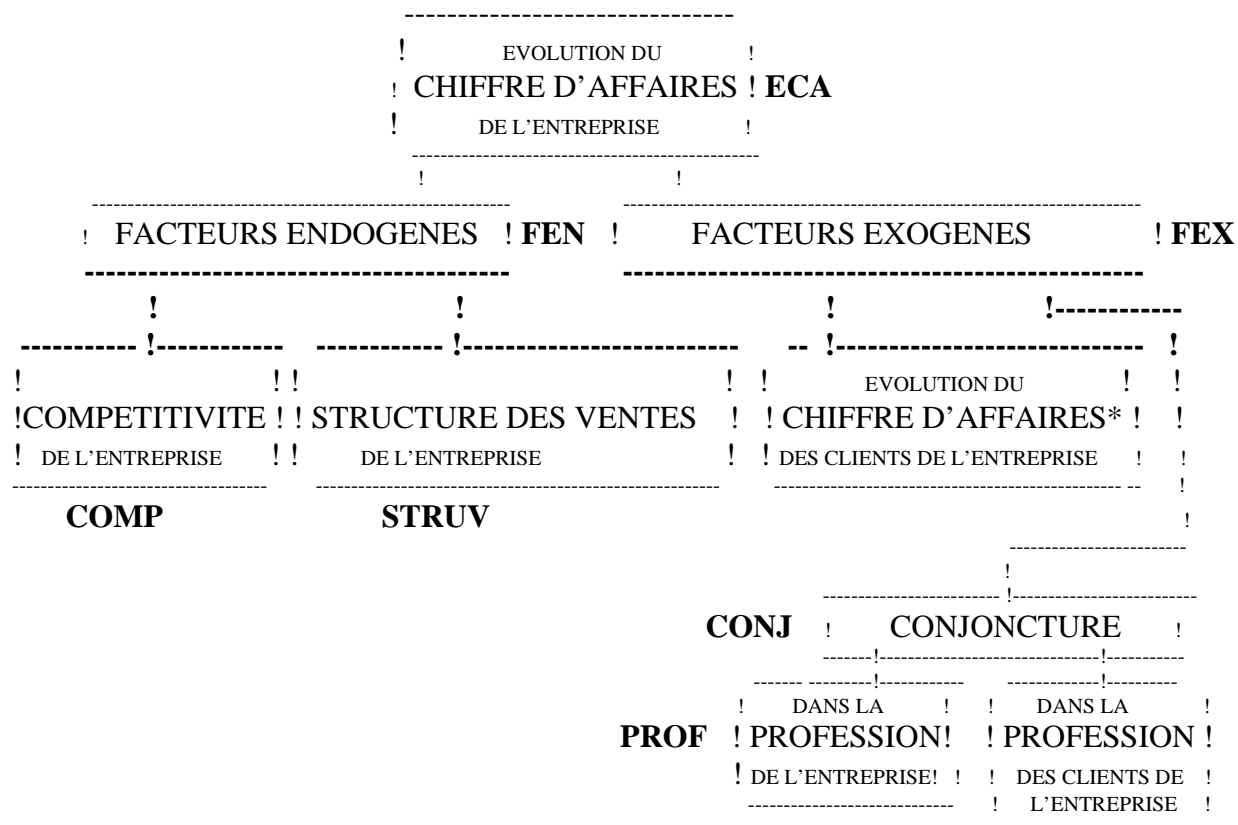 EVOLUTION DU
CHIFFRE D'AFFAIRES ECA
DE L'ENTREPRISE
FACTEURS ENDOGENES FEN FACTEURS EXOGENES FEX
EVOLUTION DU
COMPETITIVITE STRUCTURE DES VENTES CHIFFRE D'AFFAIRES*
DE L'ENTREPRISE DE L'ENTREPRISE DES CLIENTS DE L'ENTREPRISE
COMP STRUV
CONJ CONJONCTURE
DANS LA DANS LA
PROF PROFESSION PROFESSION
DE L'ENTREPRISE DES CLIENTS DE
L'ENTREPRISE